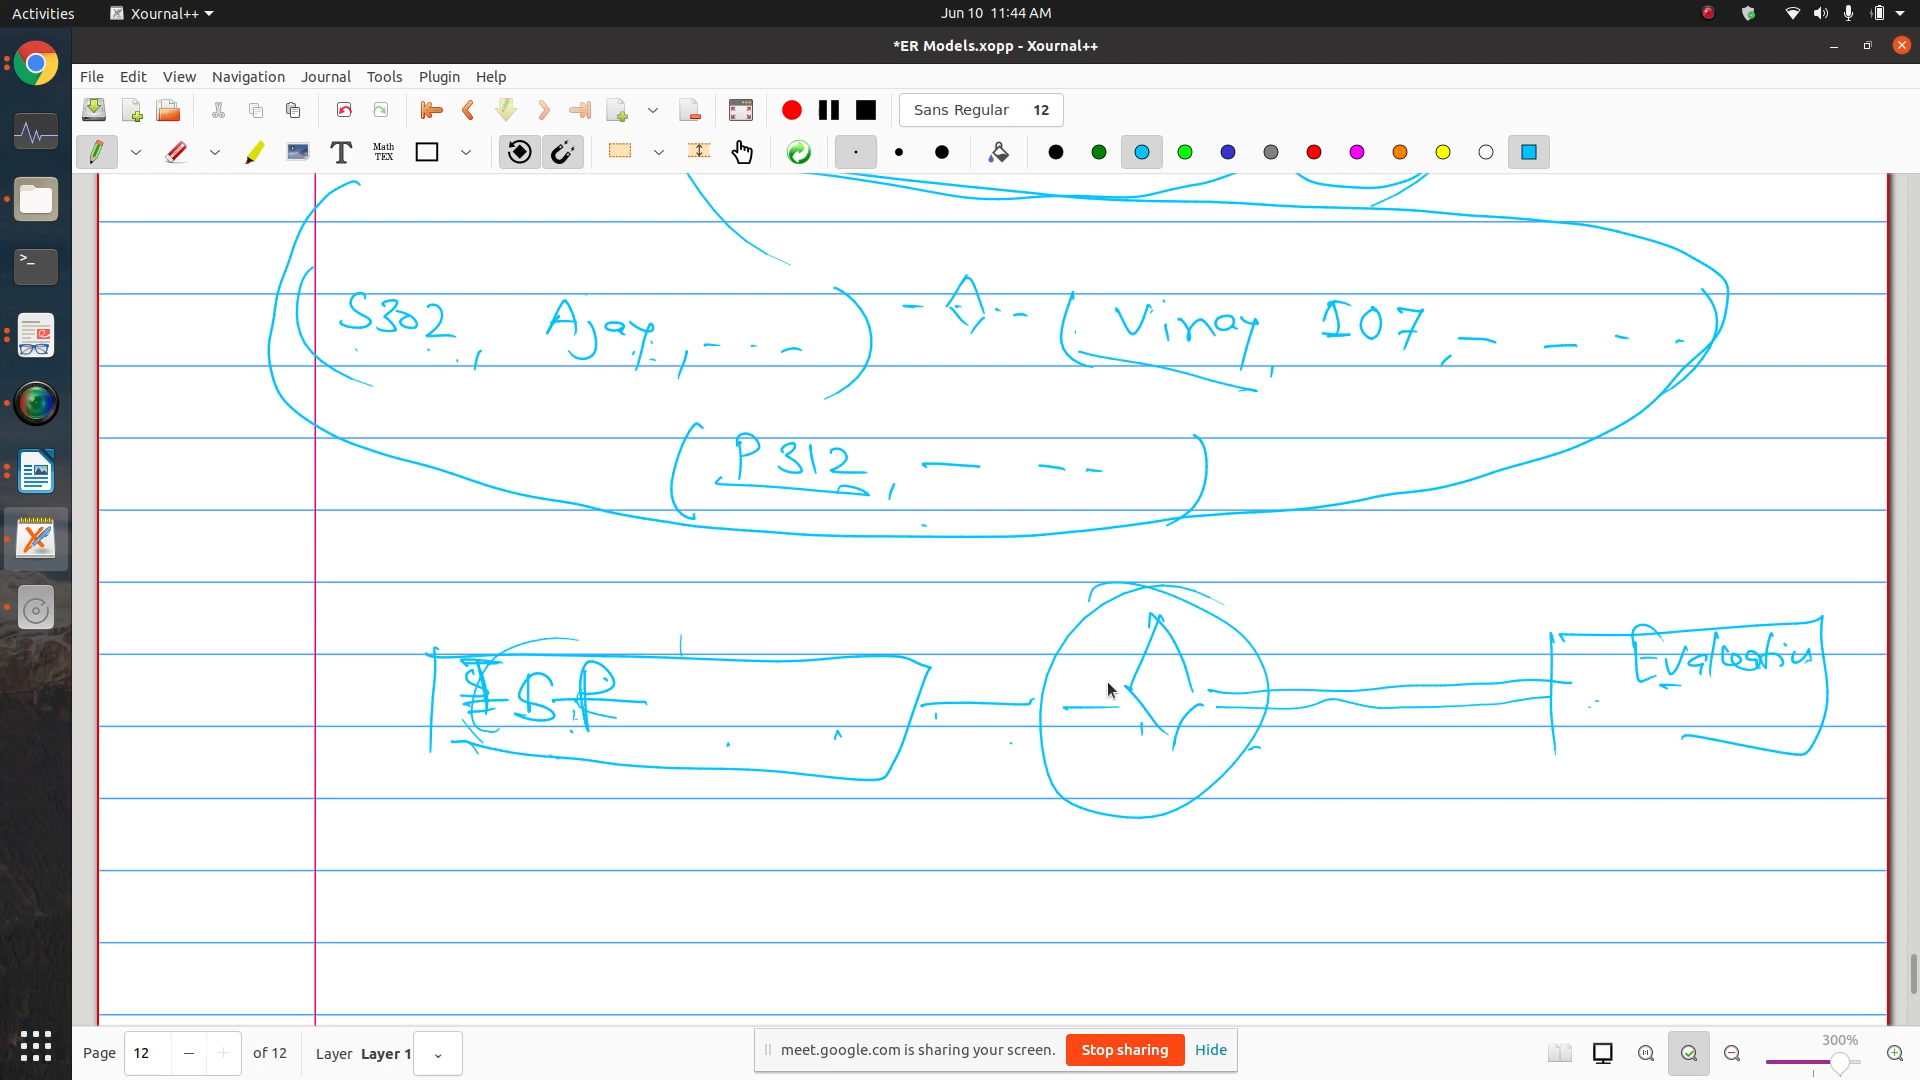 Activities Xournal++ Jun 10 11:44 AM
*ER Models.xopp - Xournal++
File Edit View Navigation Journal Tools Plugin Help
Sans Regular 12
Math
TEX
S302, Ajay, - - - Vinay, I07, - - - -
P312, - - -
ISP Evaluation
Page 12 of 12 Layer Layer 1 meet.google.com is sharing your screen. Stop sharing Hide 300%